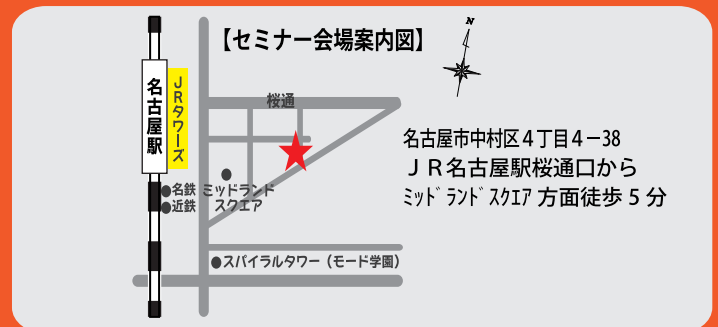 【セミナー会場案内図】
N
桜通
名古屋駅
JRタワーズ
名古屋市中村区４丁目４－38
ＪＲ名古屋駅桜通口から
ﾐｯﾄﾞﾗﾝﾄﾞｽｸｴｱ方面徒歩５分
●名鉄
●近鉄
●
ミッドランド
スクエア
●スパイラルタワー（モード学園）